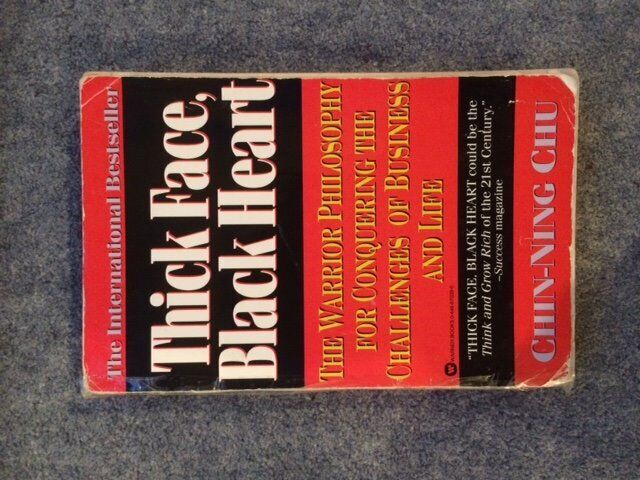 The International Bestseller
Thick Face,
Black Heart
THE WARRIOR PHILOSOPHY
FOR CONQUERING THE
CHALLENGES OF BUSINESS
AND LIFE
WARNER BOOKS
"THICK FACE, BLACK HEART could be the
Think and Grow Rich of the 21st Century."
–Success magazine
CHIN-NING CHU